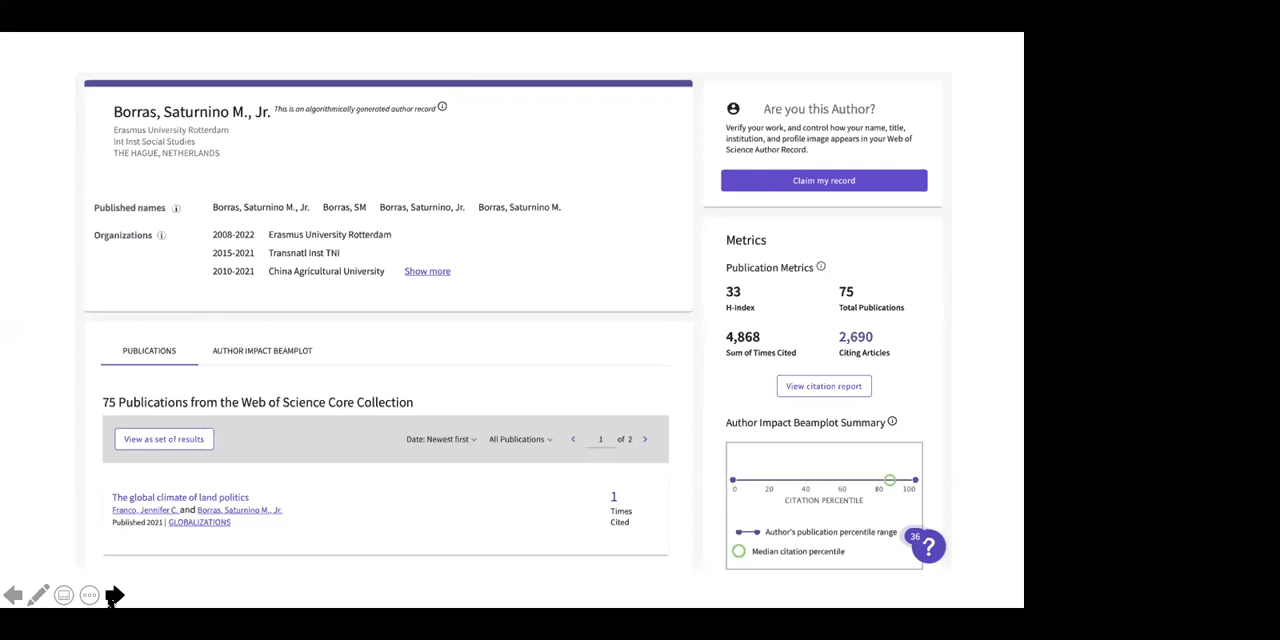 Borras, Saturnino M., Jr. This is an algorithmically generated author record
Erasmus University Rotterdam
Int Inst Social Studies
THE HAGUE, NETHERLANDS
Published names Borras, Saturnino M., Jr. Borras, SM Borras, Saturnino, Jr. Borras, Saturnino M.
Organizations 2008-2022 Erasmus University Rotterdam
2015-2021 Transnatl Inst TNI
2010-2021 China Agricultural University Show more
PUBLICATIONS AUTHOR IMPACT BEAMPLOT
75 Publications from the Web of Science Core Collection
View as set of results Date: Newest first All Publications 1 of 2
The global climate of land politics
Franco, Jennifer C. and Borras, Saturnino M., Jr.
Published 2021 | GLOBALIZATIONS
1
Times
Cited
Are you this Author?
Verify your work, and control how your name, title,
institution, and profile image appears in your Web of
Science Author Record.
Claim my record
Metrics
Publication Metrics
33 75
H-Index Total Publications
4,868 2,690
Sum of Times Cited Citing Articles
View citation report
Author Impact Beamplot Summary
0 20 40 60 80 100
CITATION PERCENTILE
Author's publication percentile range
Median citation percentile
36
?